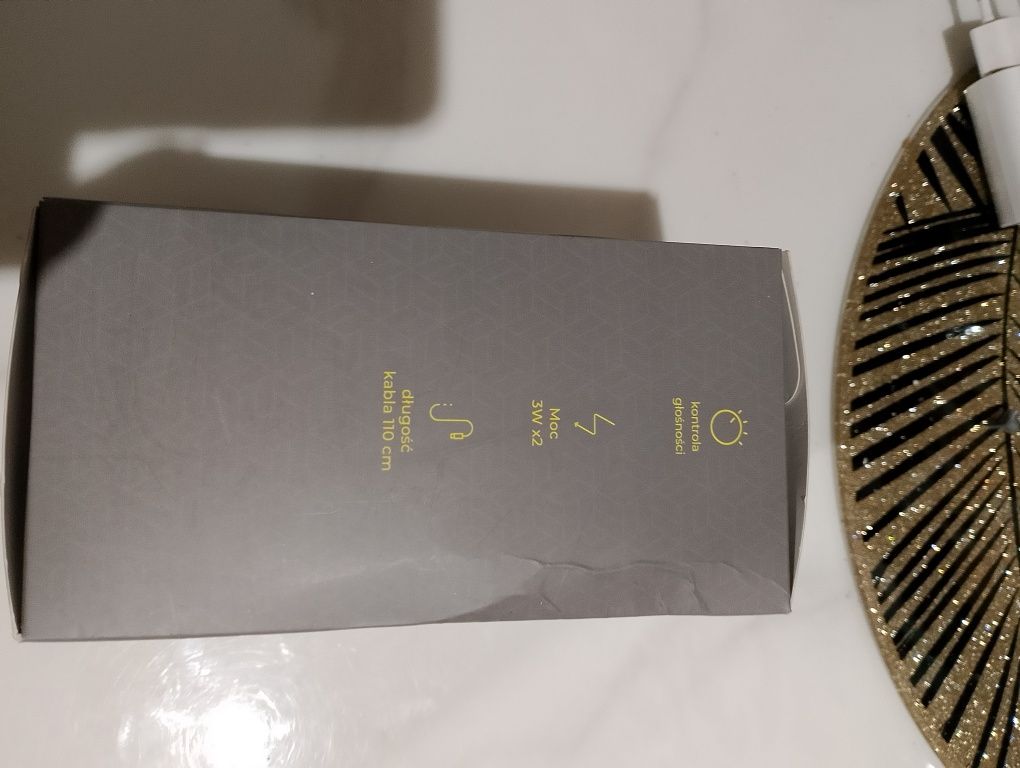 kontrola
głośności
Moc
3W x2
długość
kabla 110 cm